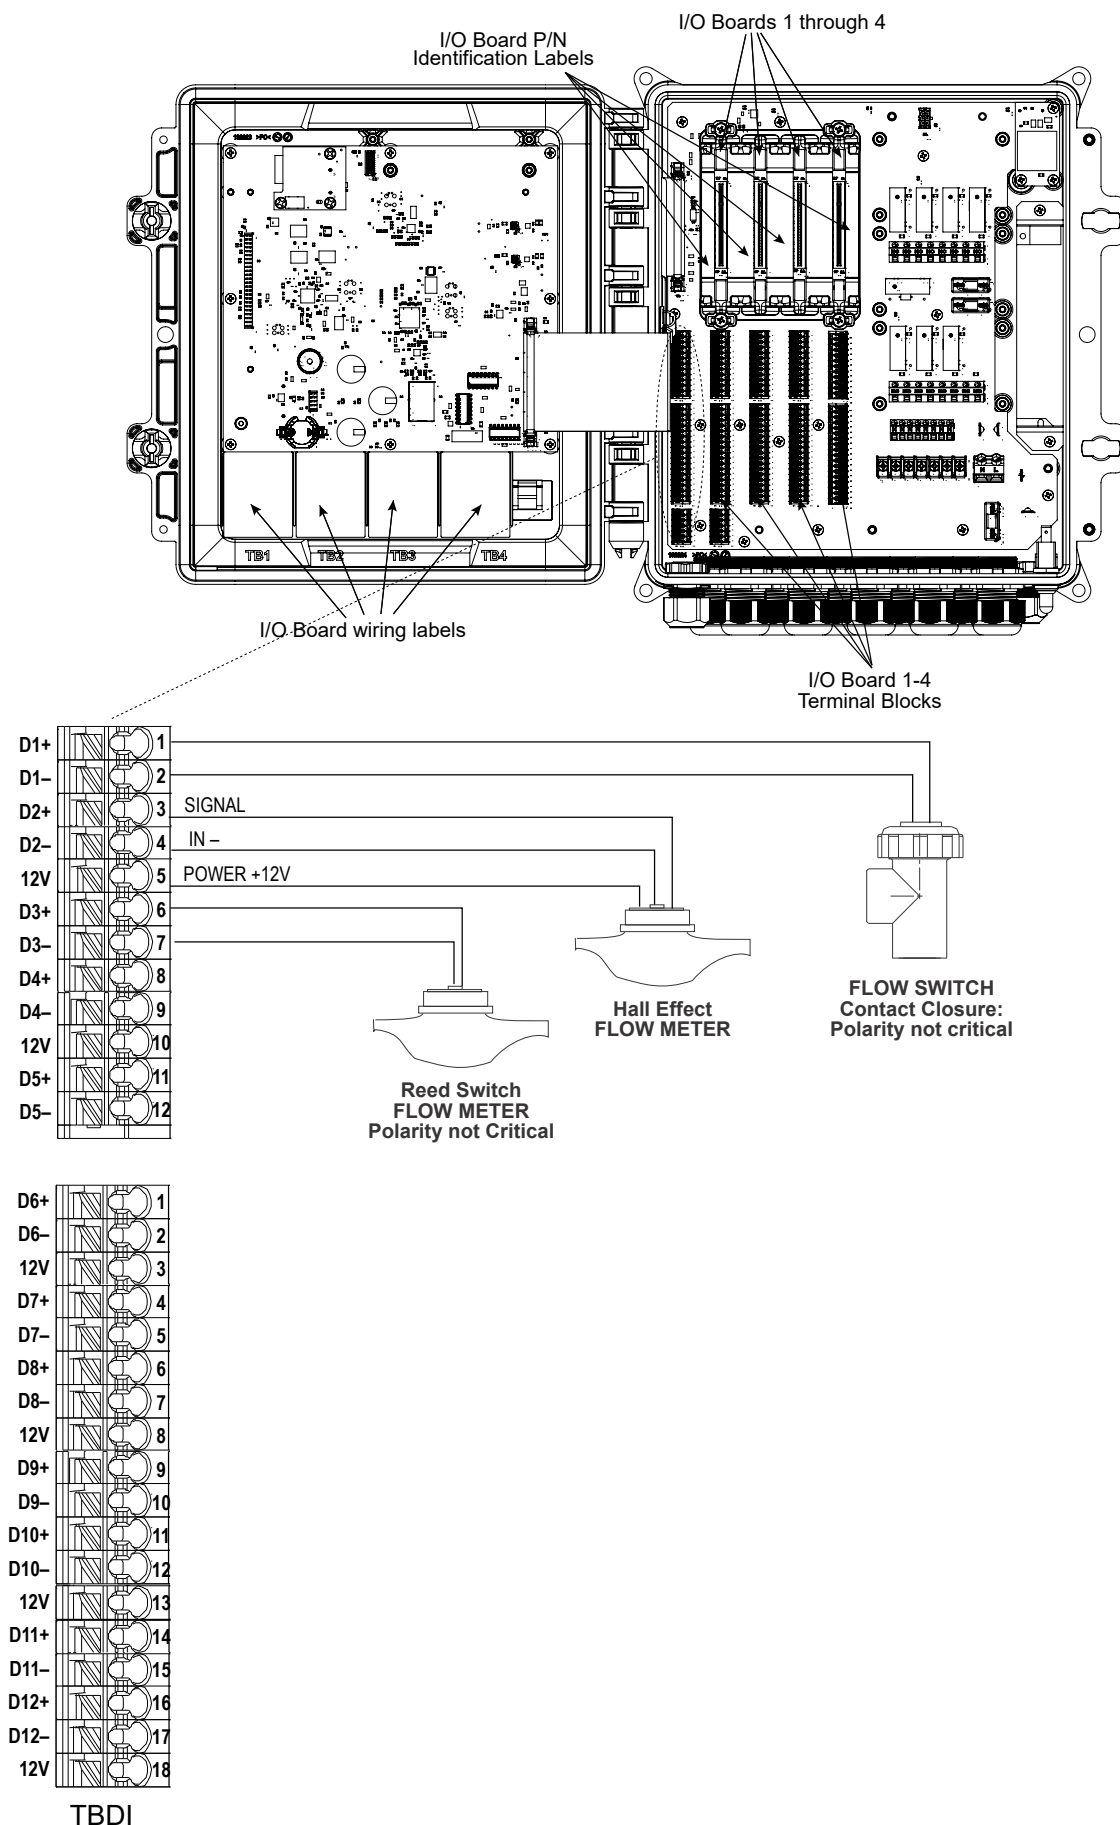 I/O Boards 1 through 4
I/O Board P/N
Identification Labels
TB1
TB2
TB3
TB4
I/O Board wiring labels
H L
I/O Board 1-4
Terminal Blocks
D1+ 1
D1– 2
D2+ 3 SIGNAL
D2– 4 IN –
12V 5 POWER +12V
D3+ 6
D3– 7
D4+ 8
D4– 9
12V 10
D5+ 11
D5– 12
FLOW SWITCH
Contact Closure:
Polarity not critical
Hall Effect
FLOW METER
Reed Switch
FLOW METER
Polarity not Critical
D6+ 1
D6– 2
12V 3
D7+ 4
D7– 5
D8+ 6
D8– 7
12V 8
D9+ 9
D9– 10
D10+ 11
D10– 12
12V 13
D11+ 14
D11– 15
D12+ 16
D12– 17
12V 18
TBDI